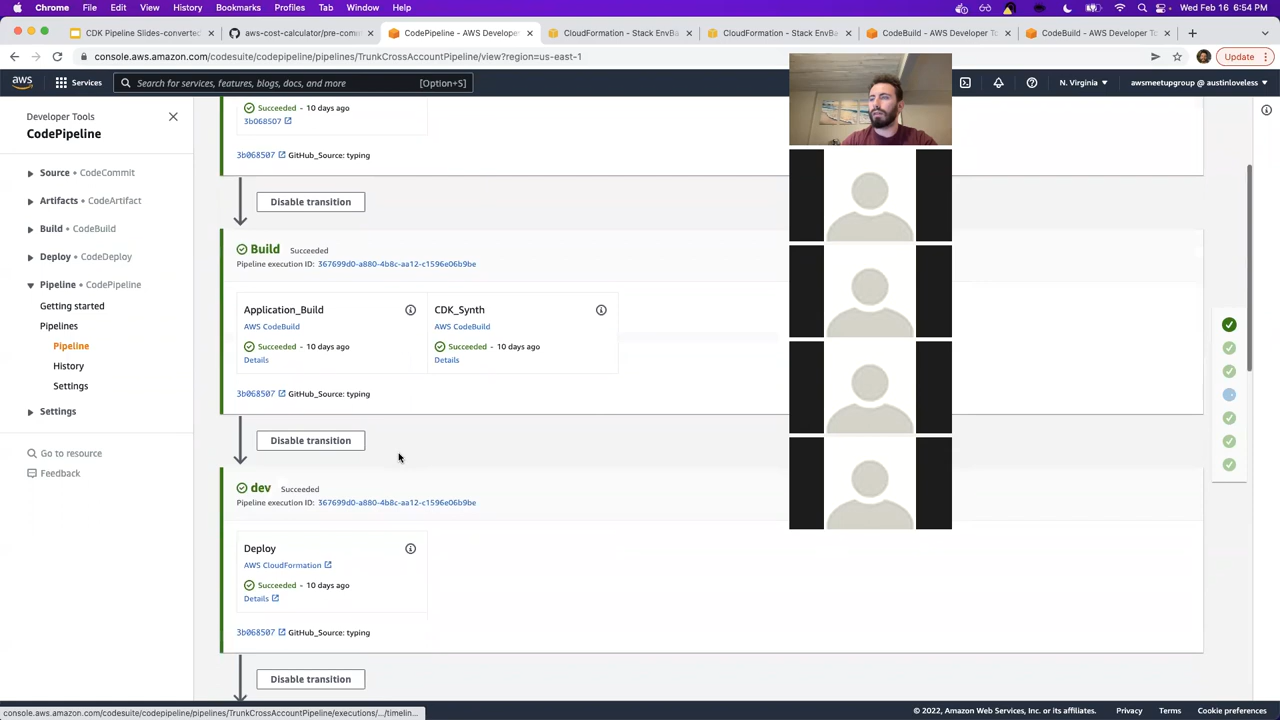 Chrome File Edit View History Bookmarks Profiles Tab Window Help
Wed Feb 16 6:54 PM
CDK Pipeline Slides-converted
aws-cost-calculator/pre-comm
CodePipeline - AWS Developer
CloudFormation - Stack EnvBa
CloudFormation - Stack EnvBa
CodeBuild - AWS Developer To
CodeBuild - AWS Developer To
console.aws.amazon.com/codesuite/codepipeline/pipelines/TrunkCrossAccountPipeline/view?region=us-east-1
Update
aws
Services
Search for services, features, blogs, docs, and more
[Option+S]
N. Virginia
awsmeetupgroup @ austinloveless
Developer Tools
CodePipeline
Source • CodeCommit
Artifacts • CodeArtifact
Build • CodeBuild
Deploy • CodeDeploy
Pipeline • CodePipeline
Getting started
Pipelines
Pipeline
History
Settings
Settings
Go to resource
Feedback
Succeeded - 10 days ago
3b068507
3b068507 GitHub_Source: typing
Disable transition
Build Succeeded
Pipeline execution ID: 367699d0-a880-4b8c-aa12-c1596e06b9be
Application_Build
AWS CodeBuild
Succeeded - 10 days ago
Details
CDK_Synth
AWS CodeBuild
Succeeded - 10 days ago
Details
3b068507 GitHub_Source: typing
Disable transition
dev Succeeded
Pipeline execution ID: 367699d0-a880-4b8c-aa12-c1596e06b9be
Deploy
AWS CloudFormation
Succeeded - 10 days ago
Details
3b068507 GitHub_Source: typing
Disable transition
console.aws.amazon.com/codesuite/codepipeline/pipelines/TrunkCrossAccountPipeline/executions/.../timelin...
© 2022, Amazon Web Services, Inc. or its affiliates.
Privacy
Terms
Cookie preferences